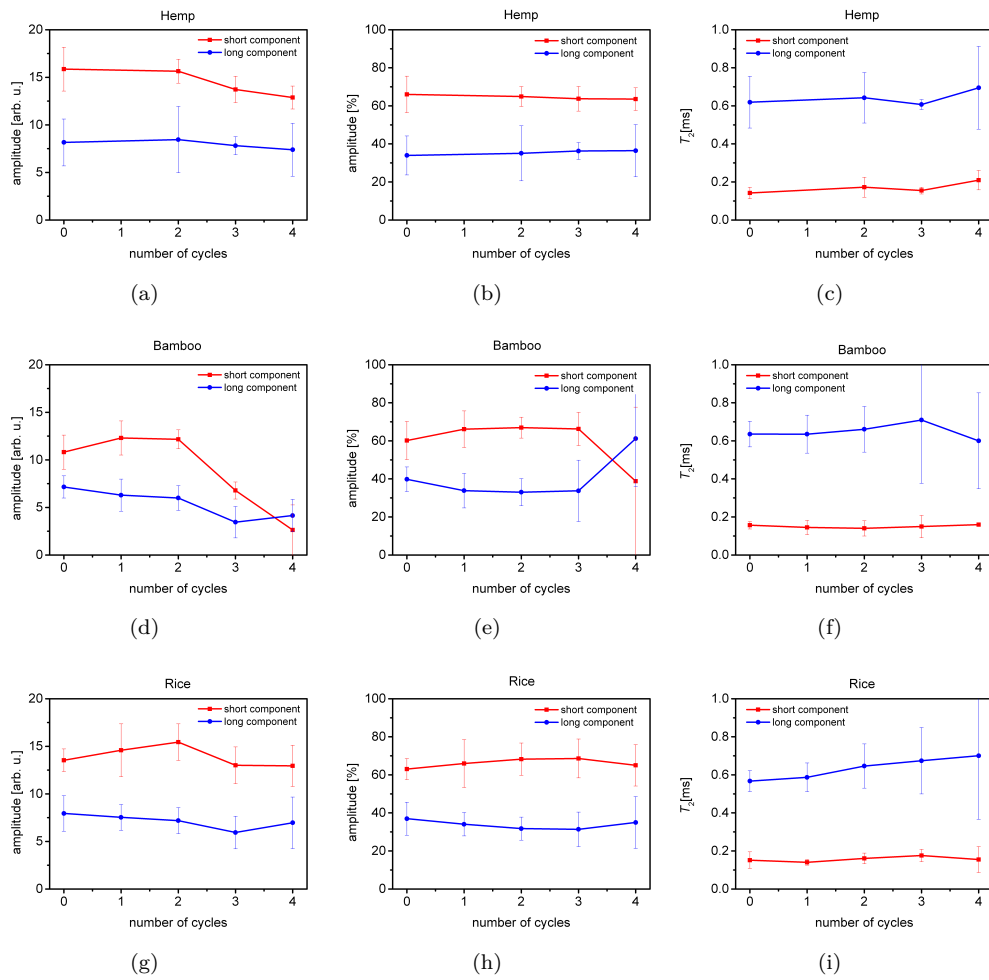 Hemp
20
15
10
5
0
amplitude [arb. u.]
short component
long component
0 1 2 3 4
number of cycles
(a)
Hemp
100
80
60
40
20
0
amplitude [%]
short component
long component
0 1 2 3 4
number of cycles
(b)
Hemp
1.0
0.8
0.6
0.4
0.2
0.0
T2[ms]
short component
long component
0 1 2 3 4
number of cycles
(c)
Bamboo
20
15
10
5
0
amplitude [arb. u.]
short component
long component
0 1 2 3 4
number of cycles
(d)
Bamboo
100
80
60
40
20
0
amplitude [%]
short component
long component
0 1 2 3 4
number of cycles
(e)
Bamboo
1.0
0.8
0.6
0.4
0.2
0.0
T2[ms]
short component
long component
0 1 2 3 4
number of cycles
(f)
Rice
20
15
10
5
0
amplitude [arb. u.]
short component
long component
0 1 2 3 4
number of cycles
(g)
Rice
100
80
60
40
20
0
amplitude [%]
short component
long component
0 1 2 3 4
number of cycles
(h)
Rice
1.0
0.8
0.6
0.4
0.2
0.0
T2[ms]
short component
long component
0 1 2 3 4
number of cycles
(i)